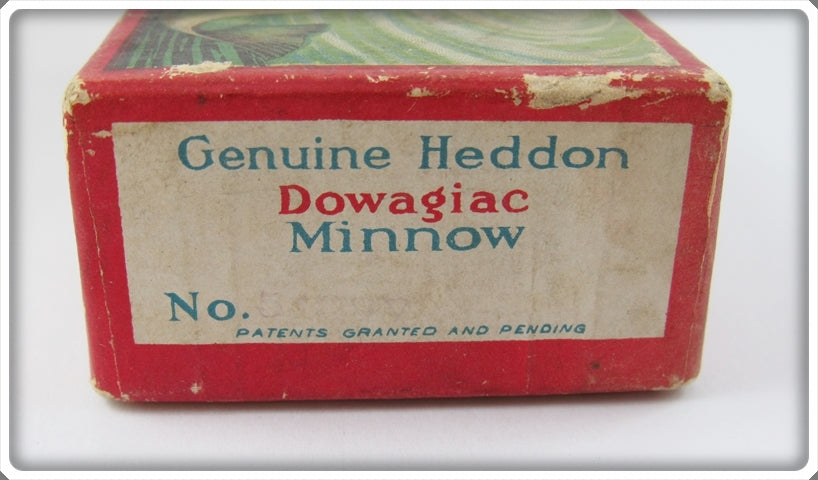 Genuine Heddon
Dowagiac
Minnow
No.
PATENTS GRANTED AND PENDING